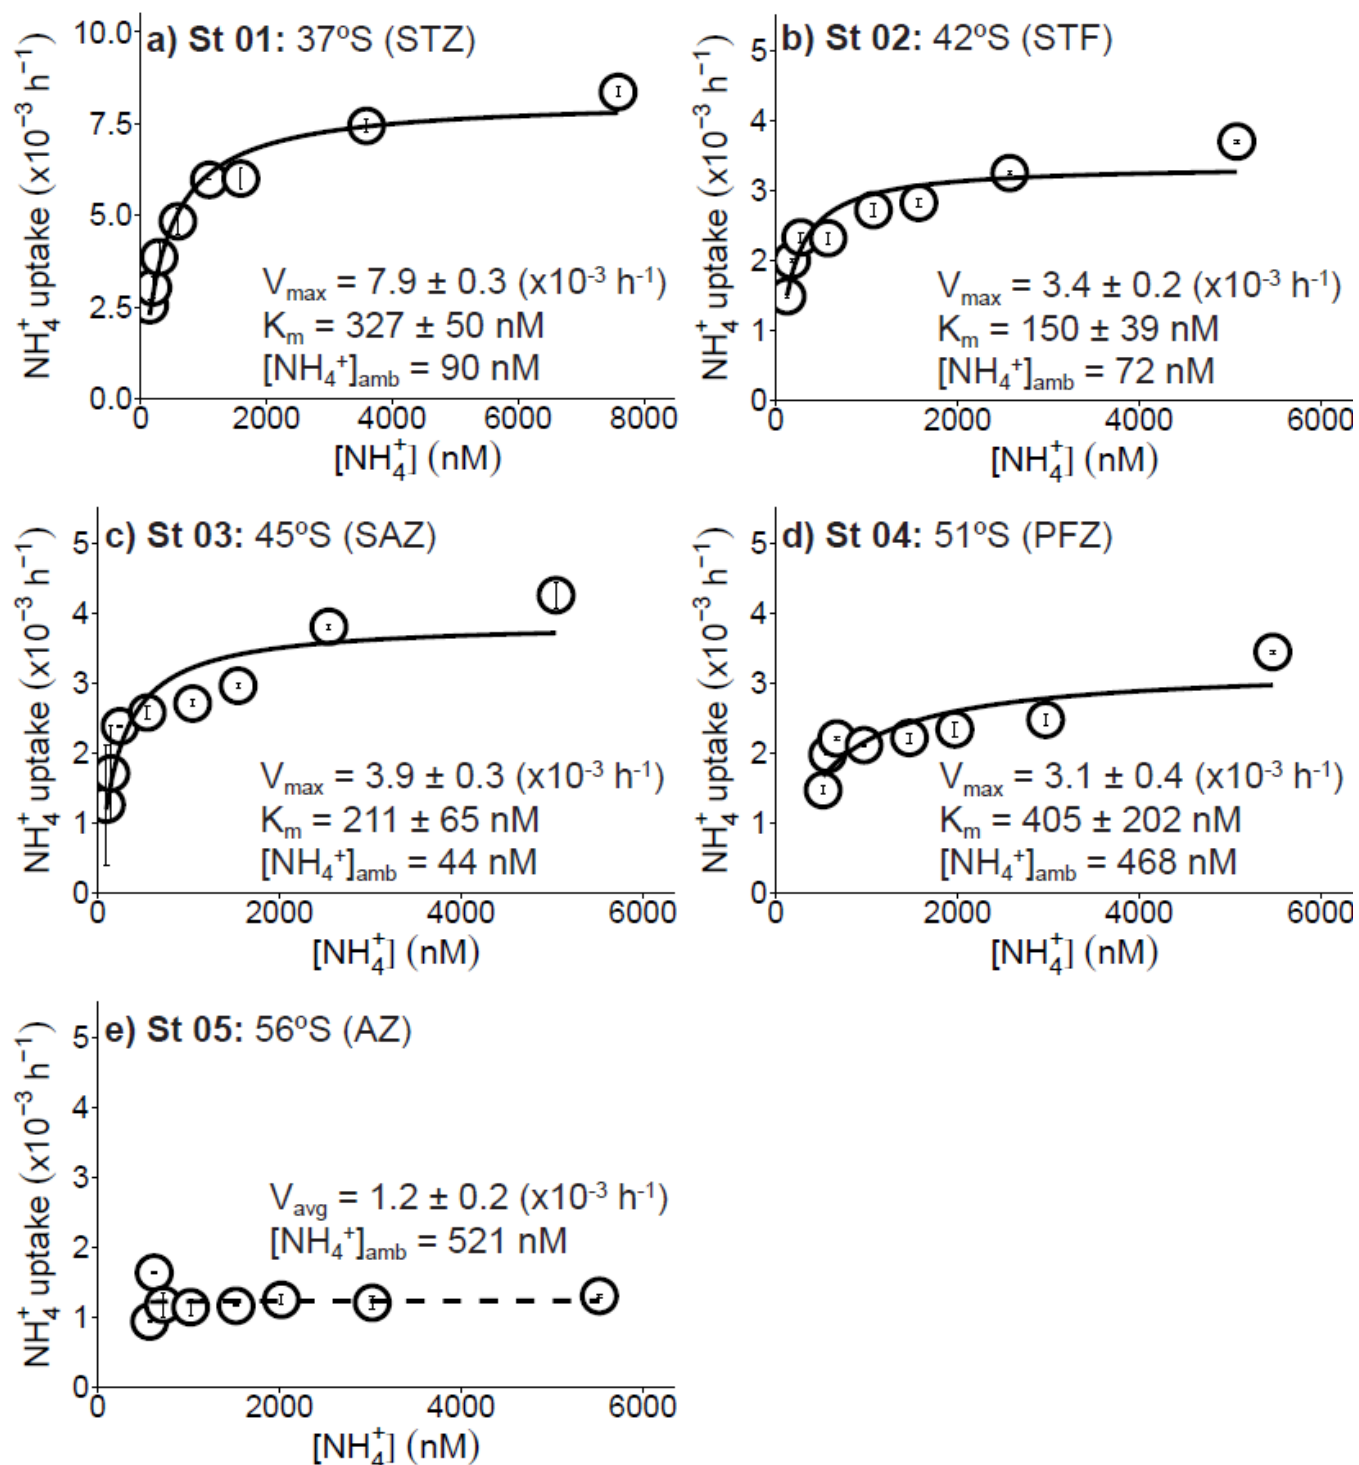 a) St 01: 37ºS (STZ)
NH₄⁺ uptake (x10⁻³ h⁻¹)
10.0
7.5
5.0
2.5
0.0
Vmax = 7.9 ± 0.3 (x10⁻³ h⁻¹)
Km = 327 ± 50 nM
[NH₄⁺]amb = 90 nM
0 2000 4000 6000 8000
[NH₄⁺] (nM)
b) St 02: 42ºS (STF)
NH₄⁺ uptake (x10⁻³ h⁻¹)
5
4
3
2
1
0
Vmax = 3.4 ± 0.2 (x10⁻³ h⁻¹)
Km = 150 ± 39 nM
[NH₄⁺]amb = 72 nM
0 2000 4000 6000
[NH₄⁺] (nM)
c) St 03: 45ºS (SAZ)
NH₄⁺ uptake (x10⁻³ h⁻¹)
5
4
3
2
1
0
Vmax = 3.9 ± 0.3 (x10⁻³ h⁻¹)
Km = 211 ± 65 nM
[NH₄⁺]amb = 44 nM
0 2000 4000 6000
[NH₄⁺] (nM)
d) St 04: 51ºS (PFZ)
NH₄⁺ uptake (x10⁻³ h⁻¹)
5
4
3
2
1
0
Vmax = 3.1 ± 0.4 (x10⁻³ h⁻¹)
Km = 405 ± 202 nM
[NH₄⁺]amb = 468 nM
0 2000 4000 6000
[NH₄⁺] (nM)
e) St 05: 56ºS (AZ)
NH₄⁺ uptake (x10⁻³ h⁻¹)
5
4
3
2
1
0
Vavg = 1.2 ± 0.2 (x10⁻³ h⁻¹)
[NH₄⁺]amb = 521 nM
0 2000 4000 6000
[NH₄⁺] (nM)